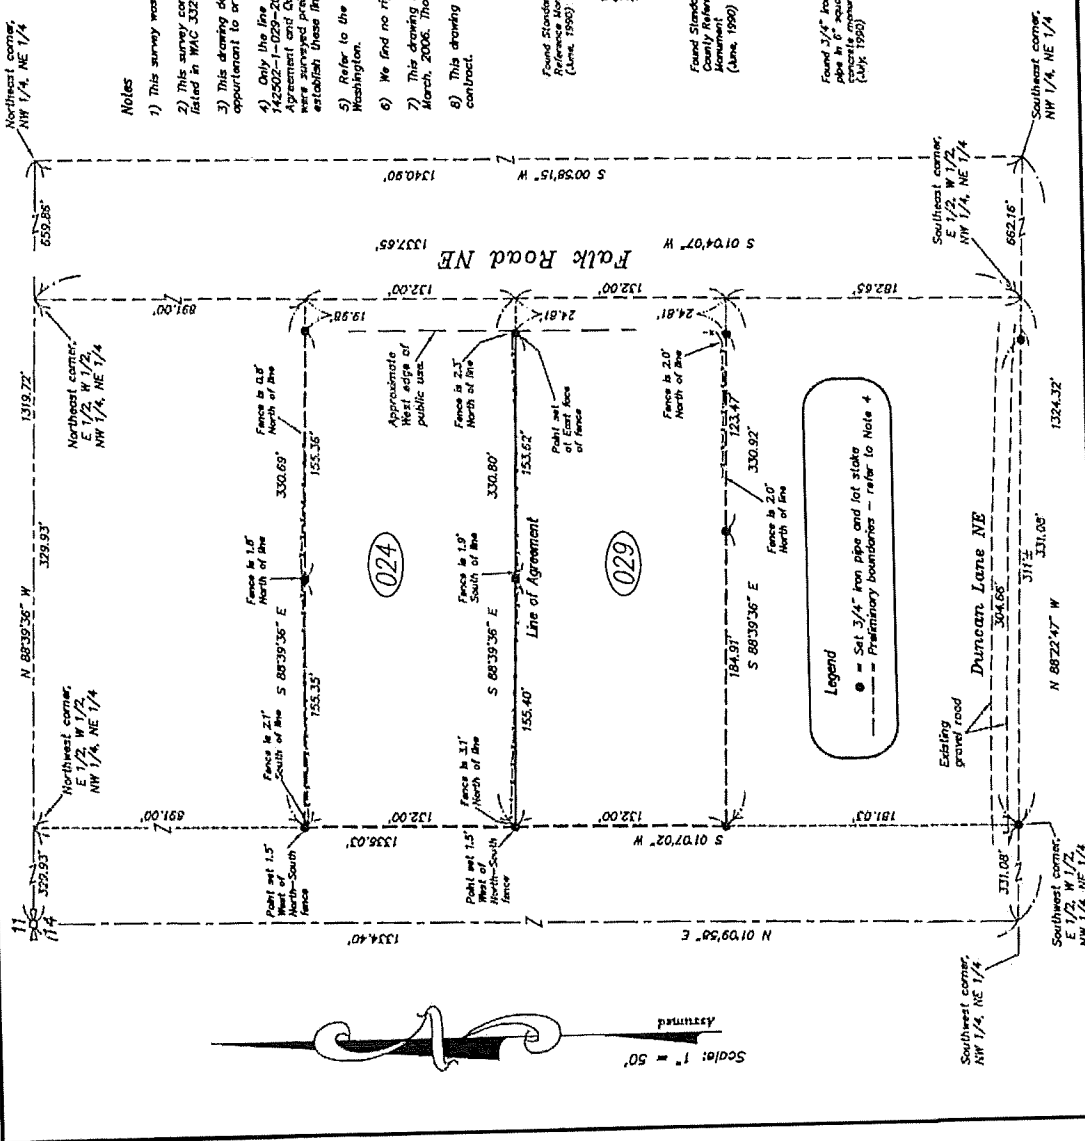 Northeast corner,
NW 1/4, NE 1/4
Notes
1) This survey was
2) This survey con
listed in WAC 332
3) This drawing do
appurtenant to or
4) Only the line
142502-1-029-20
Agreement and
were surveyed pre
establish these lin
5) Refer to the
Washington.
6) We find no ri
7) This drawing
March, 2006. Tho
8) This drawing
contract.
Found Standa
Reference Mon
(June, 1990)
Found Standa
County Refere
Monument
(June, 1990)
Found 3/4" iron
pipe in 6" squa
concrete monum
(July, 1990)
Southeast corner,
NW 1/4, NE 1/4
11
14
329.93'
Northwest corner,
E 1/2, W 1/2,
NW 1/4, NE 1/4
N 88°39'36" W
329.93'
1319.72'
659.86'
Northeast corner,
E 1/2, W 1/2,
NW 1/4, NE 1/4
891.00'
891.00'
Point set 1.5'
West of
North-South
fence
Fence is 2.1'
South of line
Fence is 1.8'
North of line
Fence is 0.8'
North of line
155.35'
S 88°39'36" E
330.69'
155.36'
19.98'
1336.03'
132.00'
132.00'
024
Approximate
West edge of
public use
Falk Road NE
1337.65'
S 01°04'07" W
1340.90'
S 00°58'15" W
Point set 1.5'
West of
North-South
fence
Fence is 3.1'
North of line
Fence is 1.9'
South of line
Fence is 2.3'
North of line
155.40'
S 88°39'36" E
330.80'
153.62'
24.81'
Line of Agreement
Point set
at East face
of fence
132.00'
132.00'
029
24.81'
Fence is 2.0'
North of line
184.91'
S 88°39'36" E
123.47'
330.92'
Fence is 2.0'
North of line
S 01°07'02" W
181.03'
182.65'
Legend
● = Set 3/4" iron pipe and lot stake
--- = Preliminary boundaries - refer to Note 4
Existing
gravel road
Duncan Lane NE
304.66'
311'±
331.08'
331.08'
N 88°22'47" W
1324.32'
662.16'
Southeast corner,
E 1/2, W 1/2,
NW 1/4, NE 1/4
Southwest corner,
E 1/2, W 1/2,
NW 1/4, NE 1/4
Southwest corner,
NW 1/4, NE 1/4
1334.40'
N 01°09'58" E
Assumed
Scale: 1" = 50'